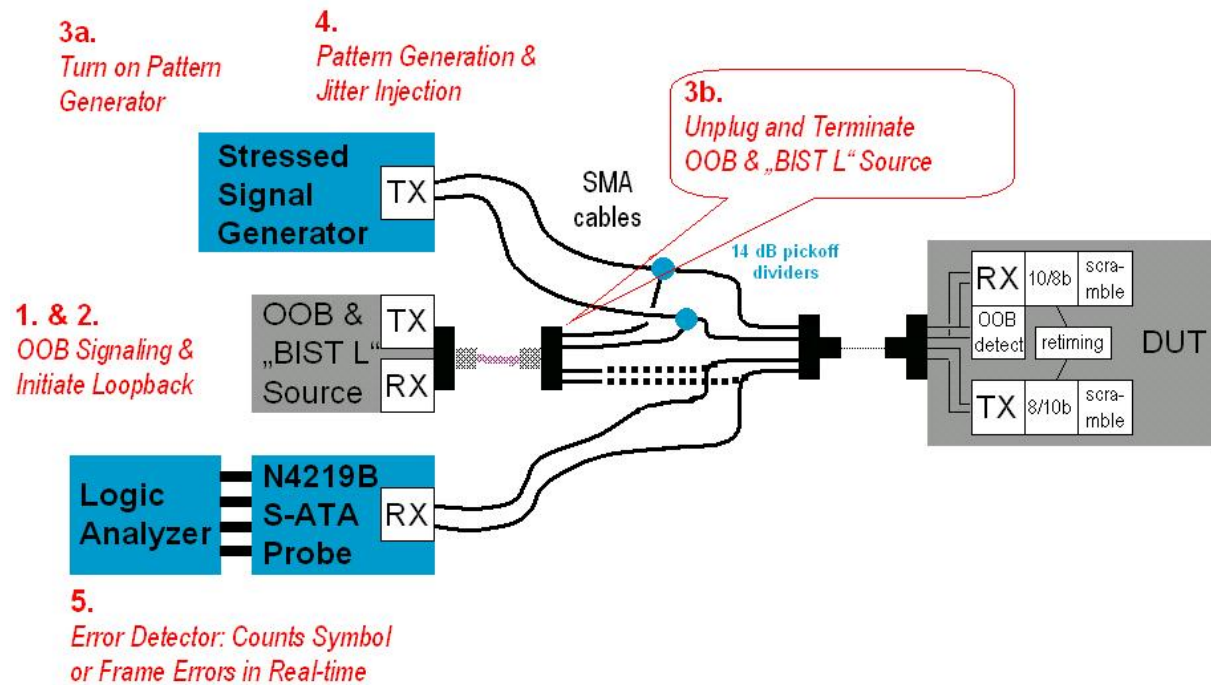 3a.
Turn on Pattern
Generator
4.
Pattern Generation &
Jitter Injection
3b.
Unplug and Terminate
OOB & „BIST L“ Source
Stressed
Signal
Generator
TX
SMA
cables
14 dB pickoff
dividers
1. & 2.
OOB Signaling &
Initiate Loopback
OOB &
„BIST L“
Source
TX
RX
RX
10/8b
scra-
mble
OOB
detect
retiming
DUT
TX
8/10b
scra-
mble
Logic
Analyzer
N4219B
S-ATA
Probe
RX
5.
Error Detector: Counts Symbol
or Frame Errors in Real-time